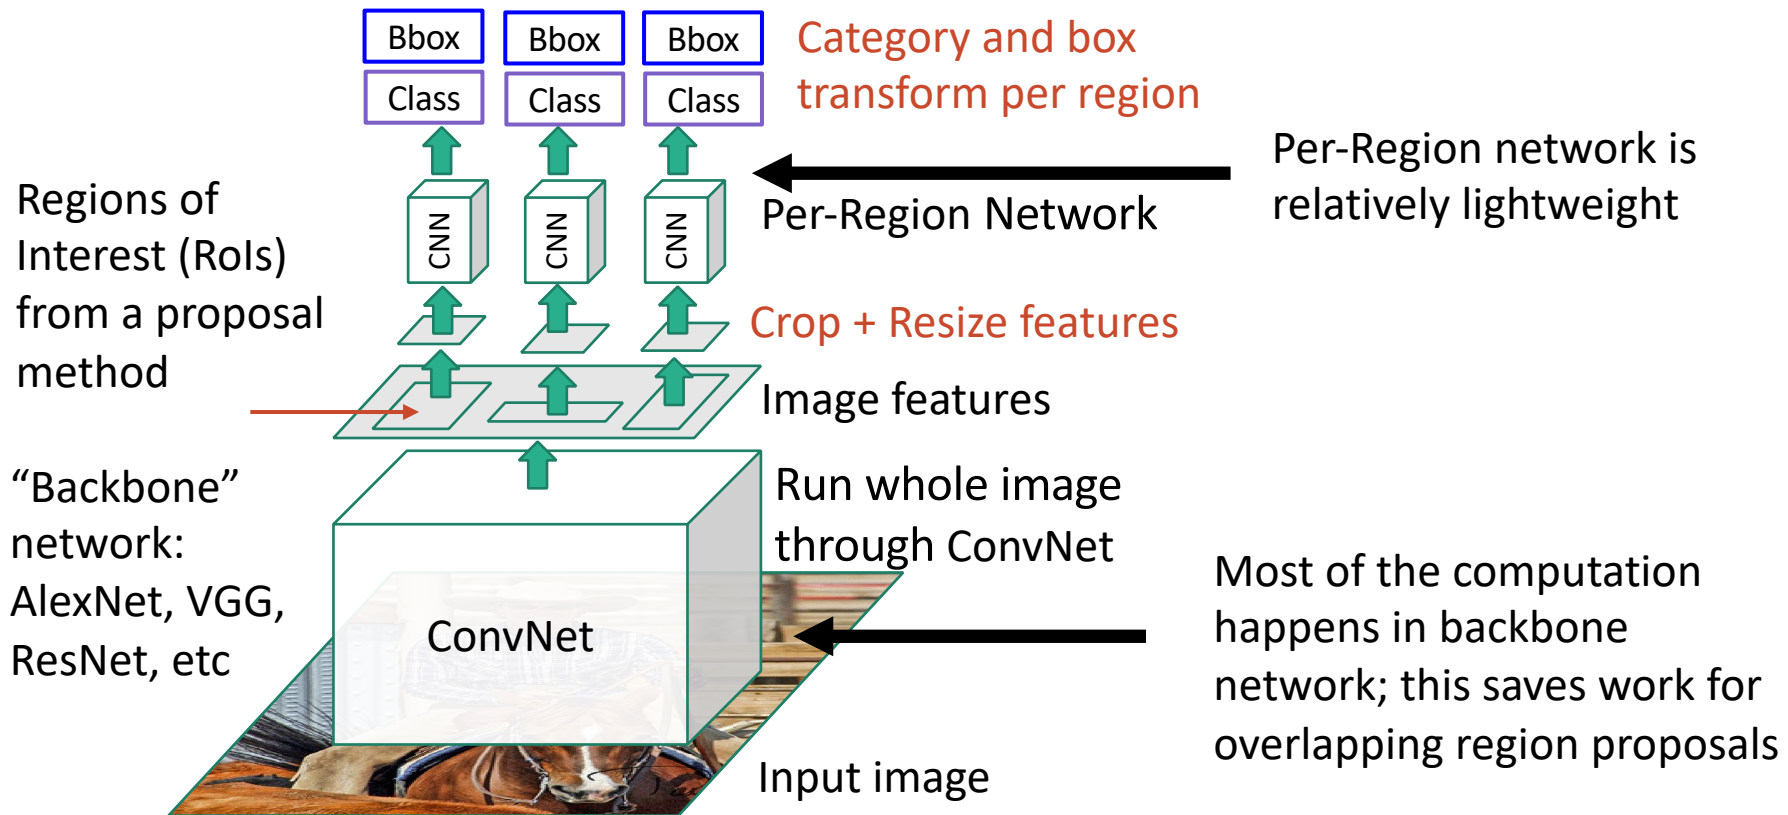 Bbox
Bbox
Bbox
Class
Class
Class
Category and box
transform per region
Per-Region network is
relatively lightweight
Per-Region Network
CNN
CNN
CNN
Regions of
Interest (RoIs)
from a proposal
method
Crop + Resize features
Image features
“Backbone”
network:
AlexNet, VGG,
ResNet, etc
Run whole image
through ConvNet
ConvNet
Most of the computation
happens in backbone
network; this saves work for
overlapping region proposals
Input image